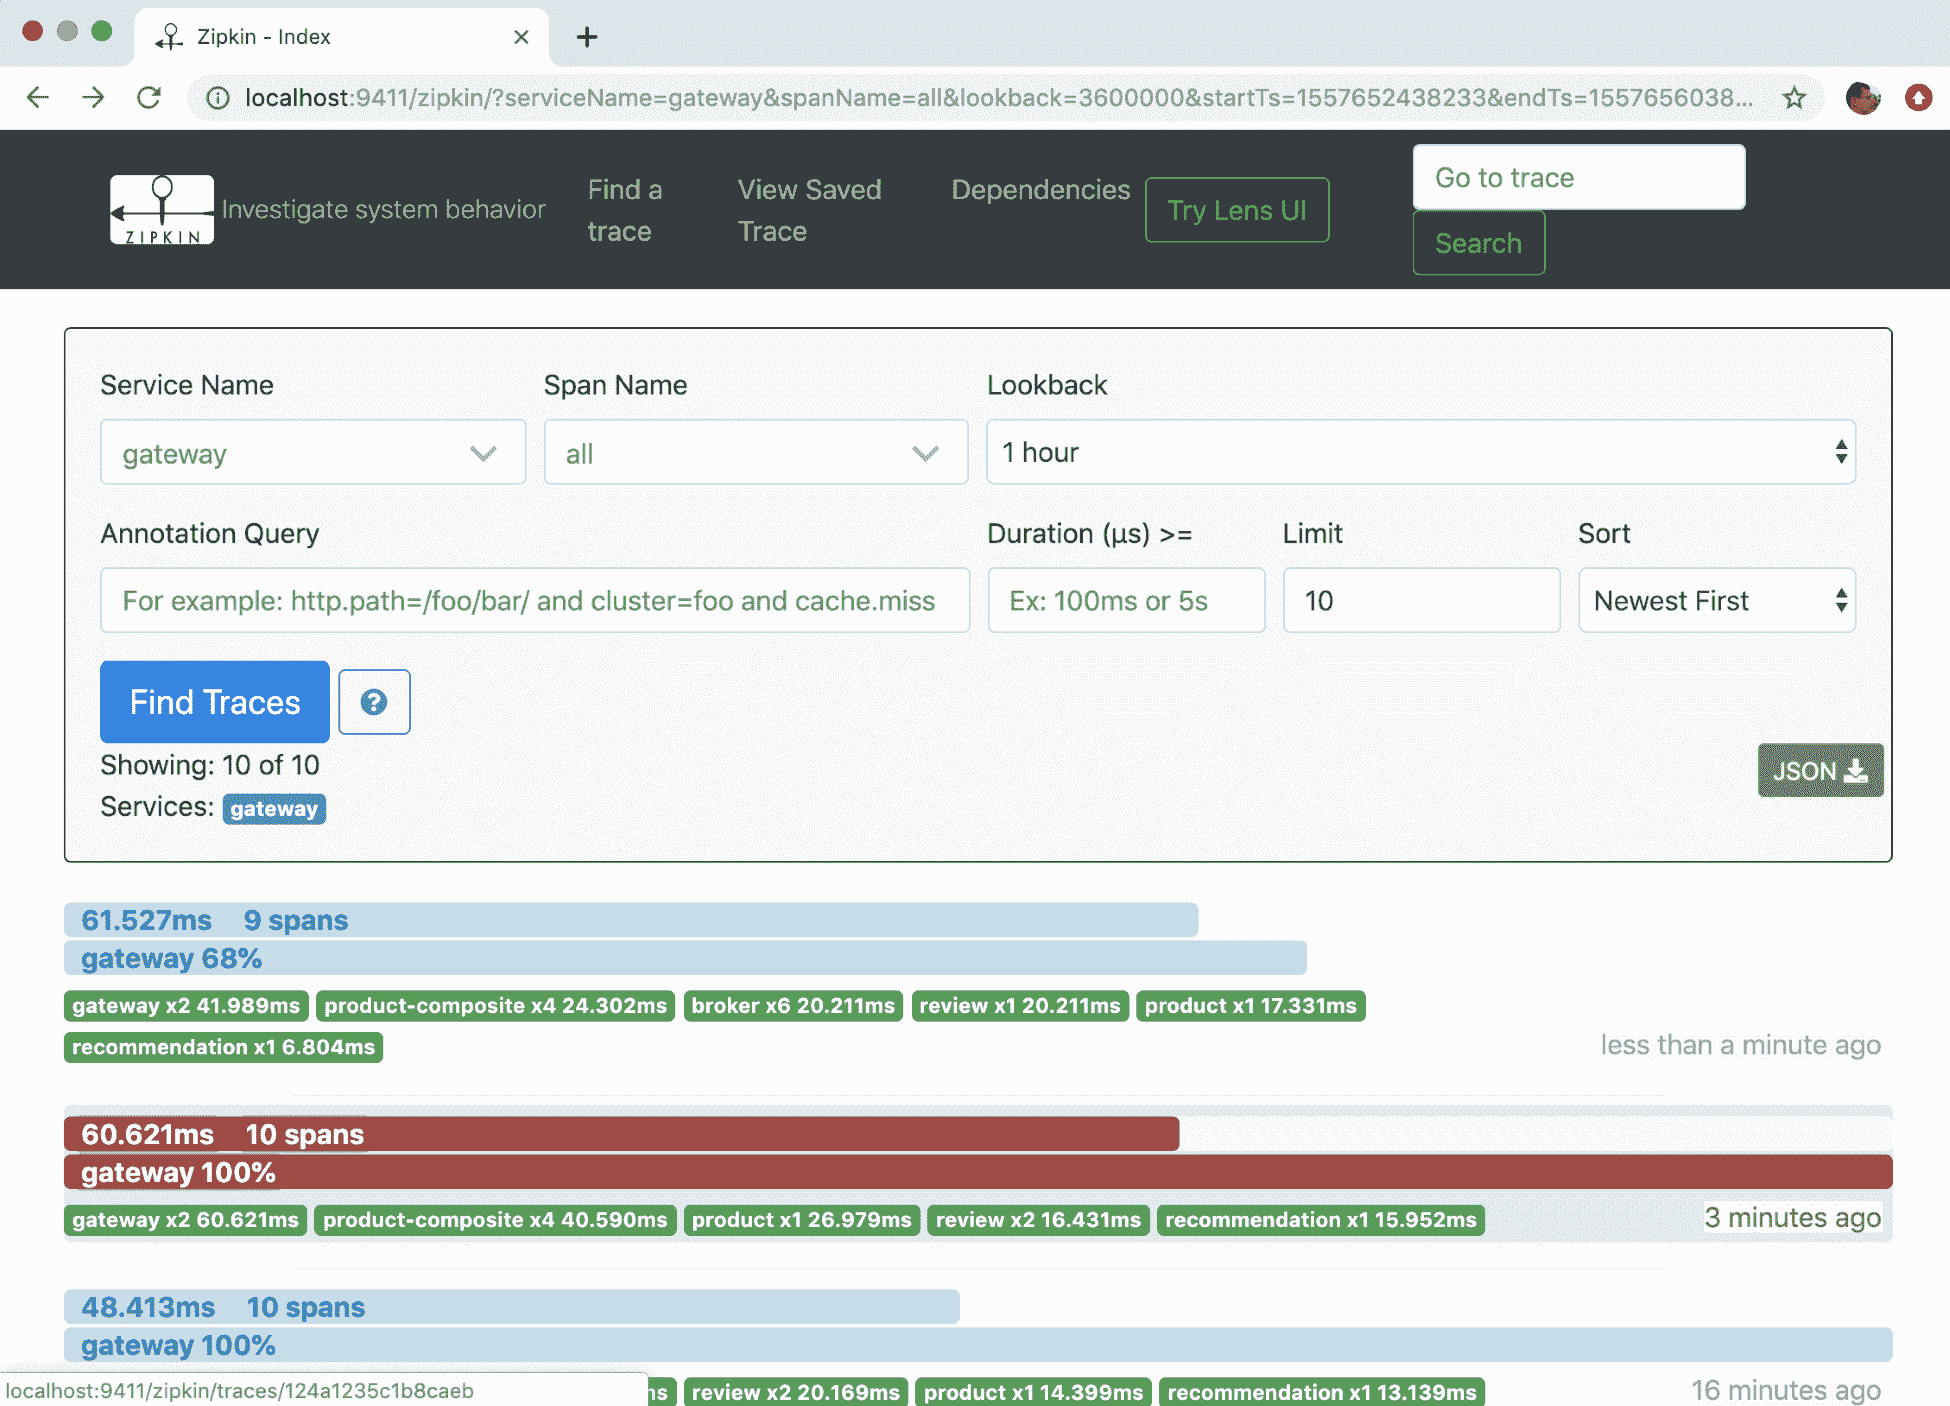 Zipkin - Index
localhost:9411/zipkin/?serviceName=gateway&spanName=all&lookback=3600000&startTs=1557652438233&endTs=1557656038...
ZIPKIN
Investigate system behavior
Find a trace
View Saved Trace
Dependencies
Try Lens UI
Go to trace
Search
Service Name Span Name Lookback
gateway all 1 hour
Annotation Query Duration (µs) >= Limit Sort
For example: http.path=/foo/bar/ and cluster=foo and cache.miss Ex: 100ms or 5s 10 Newest First
Find Traces
Showing: 10 of 10
JSON
Services: gateway
61.527ms 9 spans
gateway 68%
gateway x2 41.989ms product-composite x4 24.302ms broker x6 20.211ms review x1 20.211ms product x1 17.331ms
recommendation x1 6.804ms
less than a minute ago
60.621ms 10 spans
gateway 100%
gateway x2 60.621ms product-composite x4 40.590ms product x1 26.979ms review x2 16.431ms recommendation x1 15.952ms
3 minutes ago
48.413ms 10 spans
gateway 100%
review x2 20.169ms product x1 14.399ms recommendation x1 13.139ms
16 minutes ago
localhost:9411/zipkin/traces/124a1235c1b8caeb